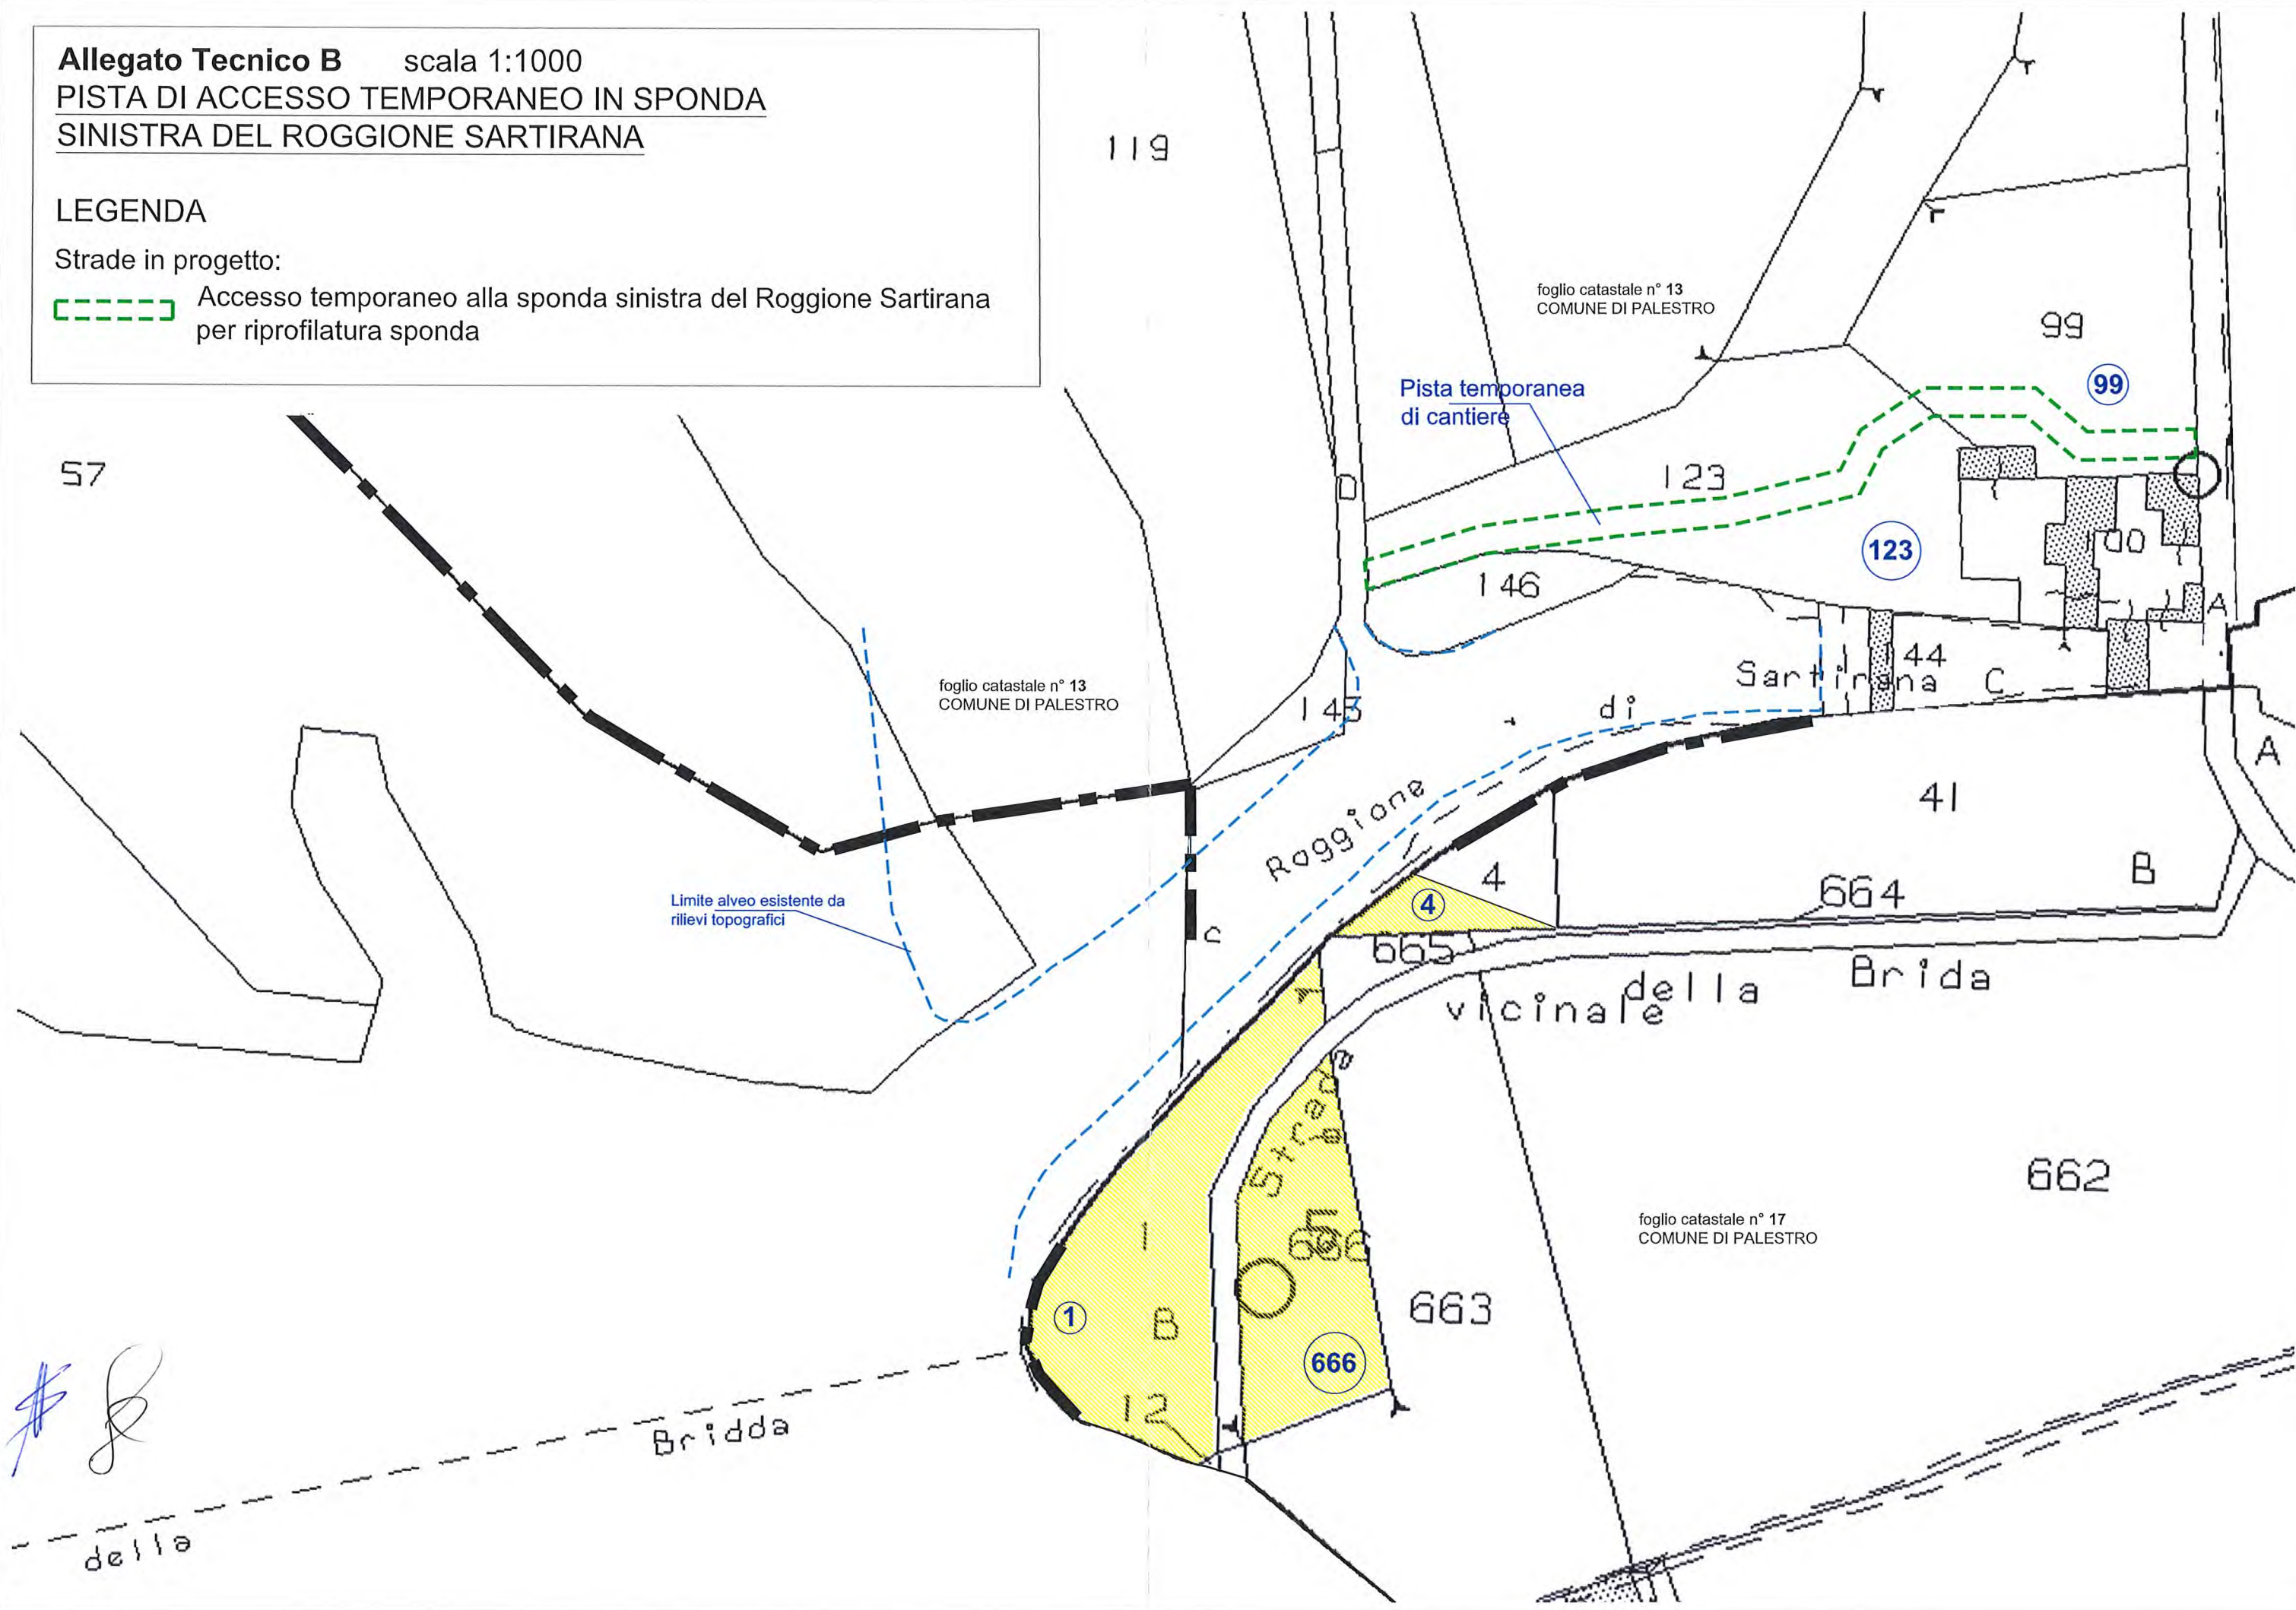 Allegato Tecnico B scala 1:1000
PISTA DI ACCESSO TEMPORANEO IN SPONDA
SINISTRA DEL ROGGIONE SARTIRANA
LEGENDA
Strade in progetto:
Accesso temporaneo alla sponda sinistra del Roggione Sartirana
per riprofilatura sponda
119
foglio catastale n° 13
COMUNE DI PALESTRO
99
99
Pista temporanea
di cantiere
57
123
D
123
146
A
44
Sartirana C
foglio catastale n° 13
COMUNE DI PALESTRO
145
di
A
41
Roggione
B
4
4
664
Limite alveo esistente da
rilievi topografici
C
665
della Brida
vicinale
Strada
662
1
foglio catastale n° 17
COMUNE DI PALESTRO
663
1
B
666
12
Bridda
della